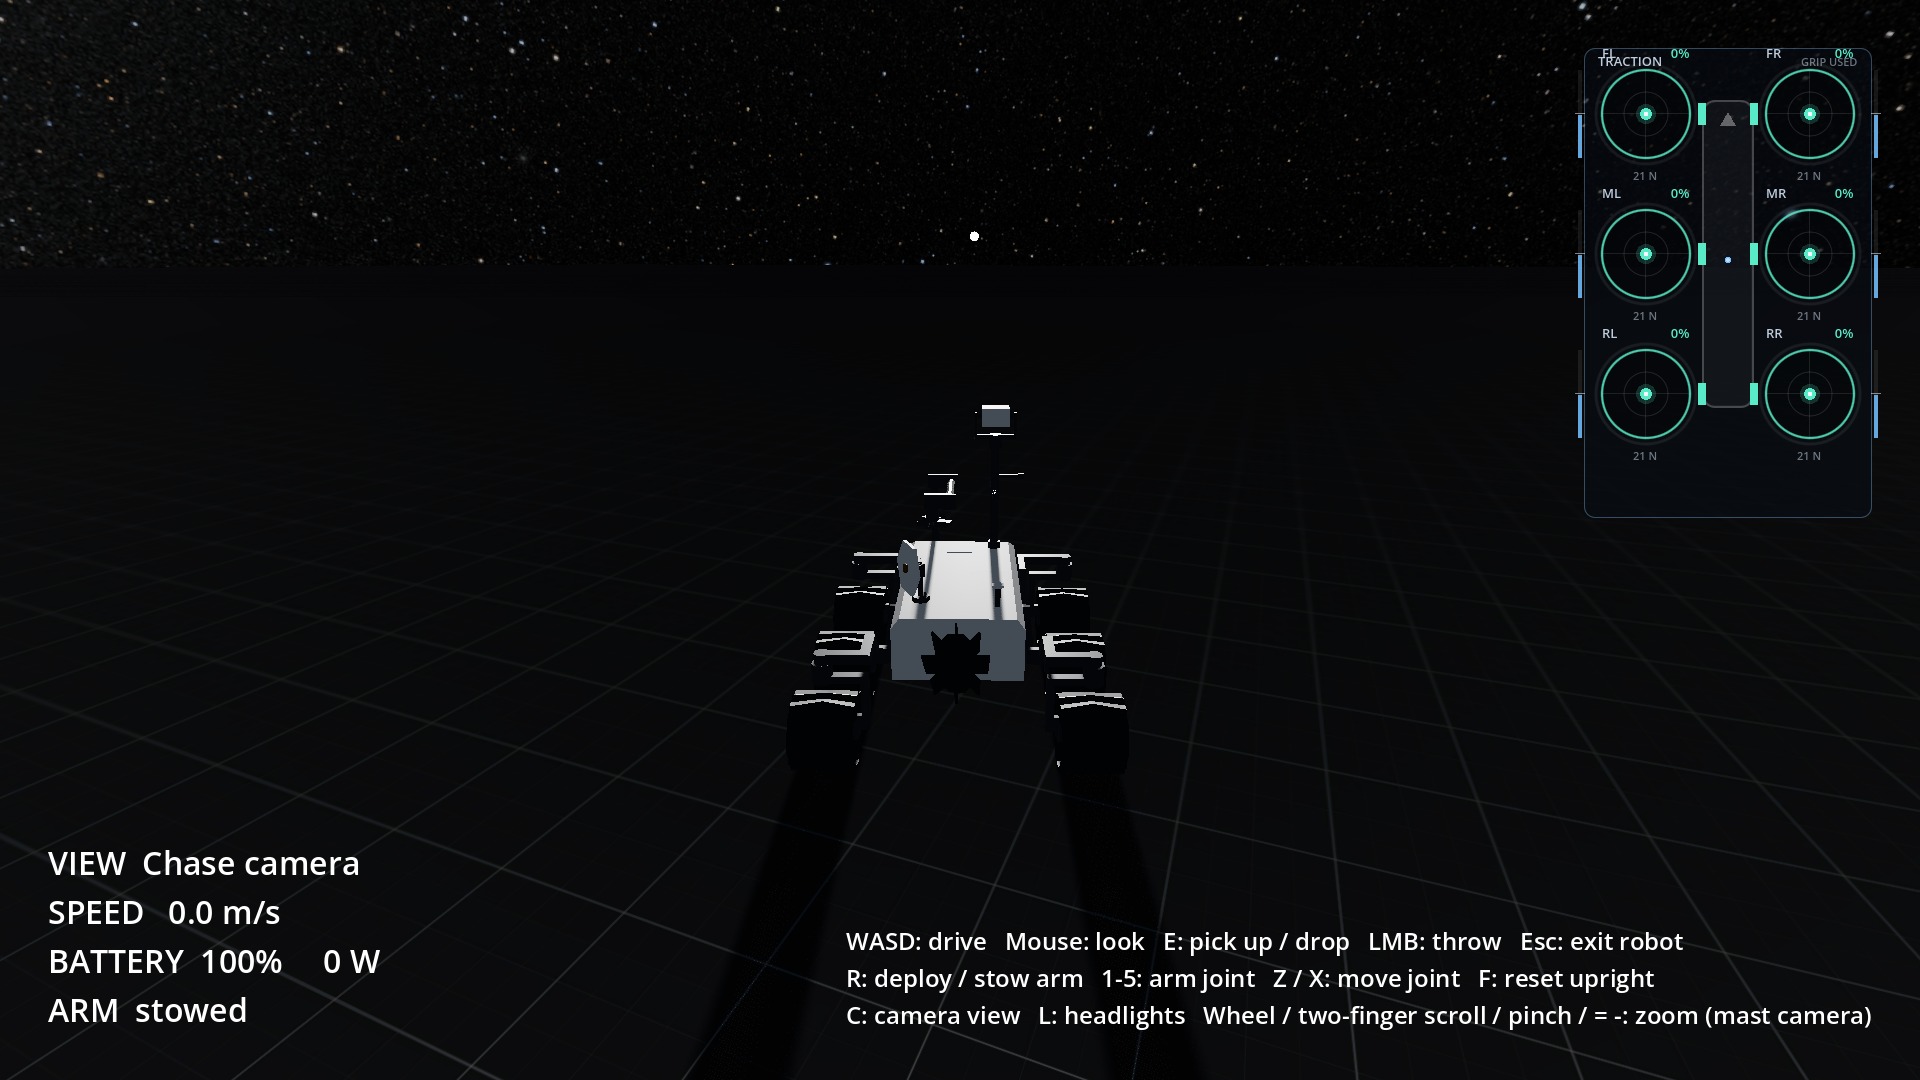 FL 0% FR 0%
TRACTION GRIP USED
21 N 21 N
ML 0% MR 0%
21 N 21 N
RL 0% RR 0%
21 N 21 N
VIEW Chase camera
SPEED 0.0 m/s
BATTERY 100% 0 W
ARM stowed
WASD: drive Mouse: look E: pick up / drop LMB: throw Esc: exit robot
R: deploy / stow arm 1-5: arm joint Z / X: move joint F: reset upright
C: camera view L: headlights Wheel / two-finger scroll / pinch / = -: zoom (mast camera)